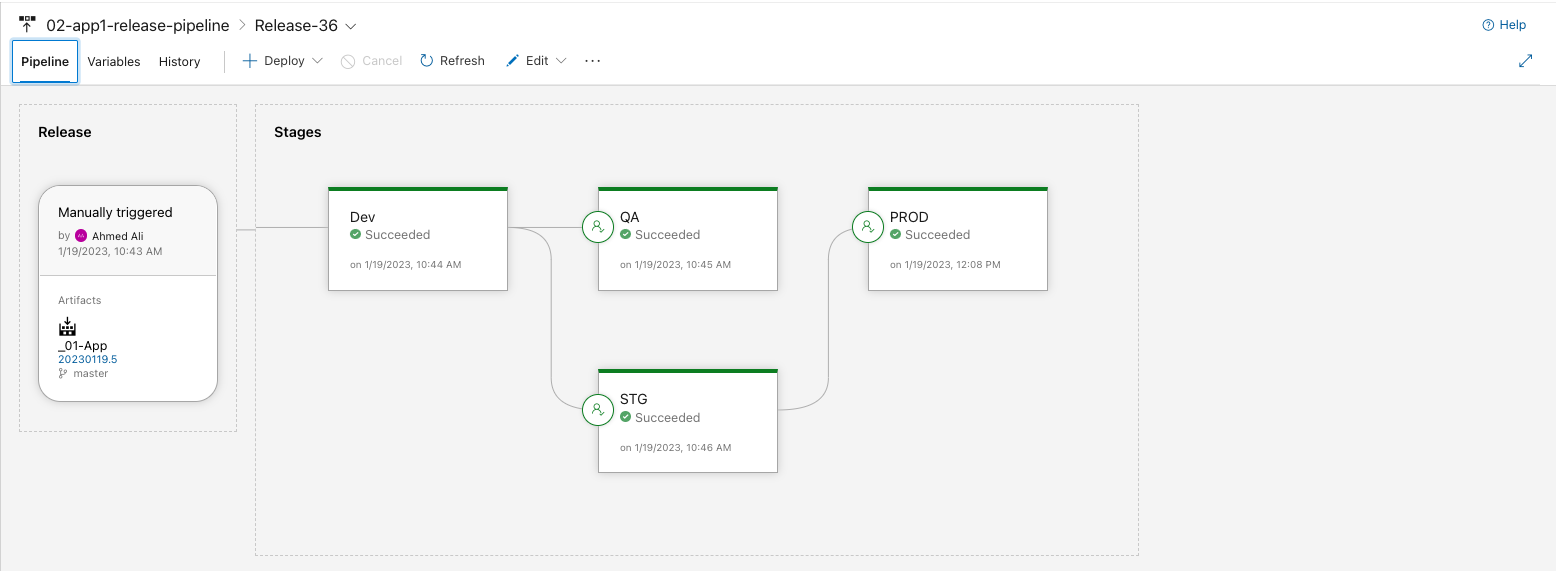 02-app1-release-pipeline > Release-36
Help
Pipeline Variables History Deploy Cancel Refresh Edit ...
Release
Manually triggered
by AA Ahmed Ali
1/19/2023, 10:43 AM
Artifacts
_01-App
20230119.5
master
Stages
Dev
Succeeded
on 1/19/2023, 10:44 AM
QA
Succeeded
on 1/19/2023, 10:45 AM
PROD
Succeeded
on 1/19/2023, 12:08 PM
STG
Succeeded
on 1/19/2023, 10:46 AM